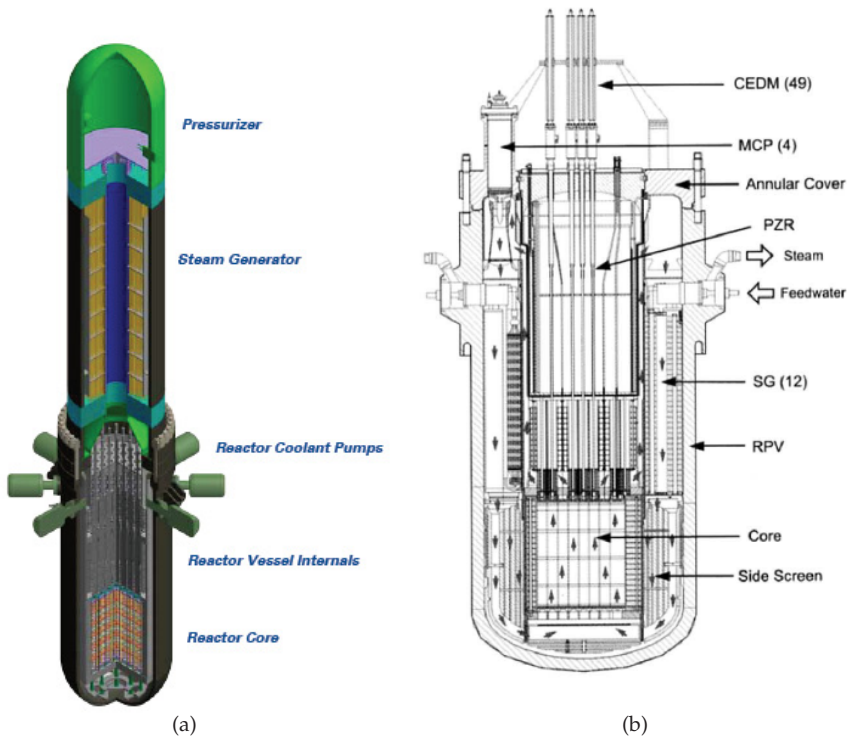 Pressurizer
Steam Generator
Reactor Coolant Pumps
Reactor Vessel Internals
Reactor Core
(a)
CEDM (49)
MCP (4)
Annular Cover
PZR
Steam
Feedwater
SG (12)
RPV
Core
Side Screen
(b)